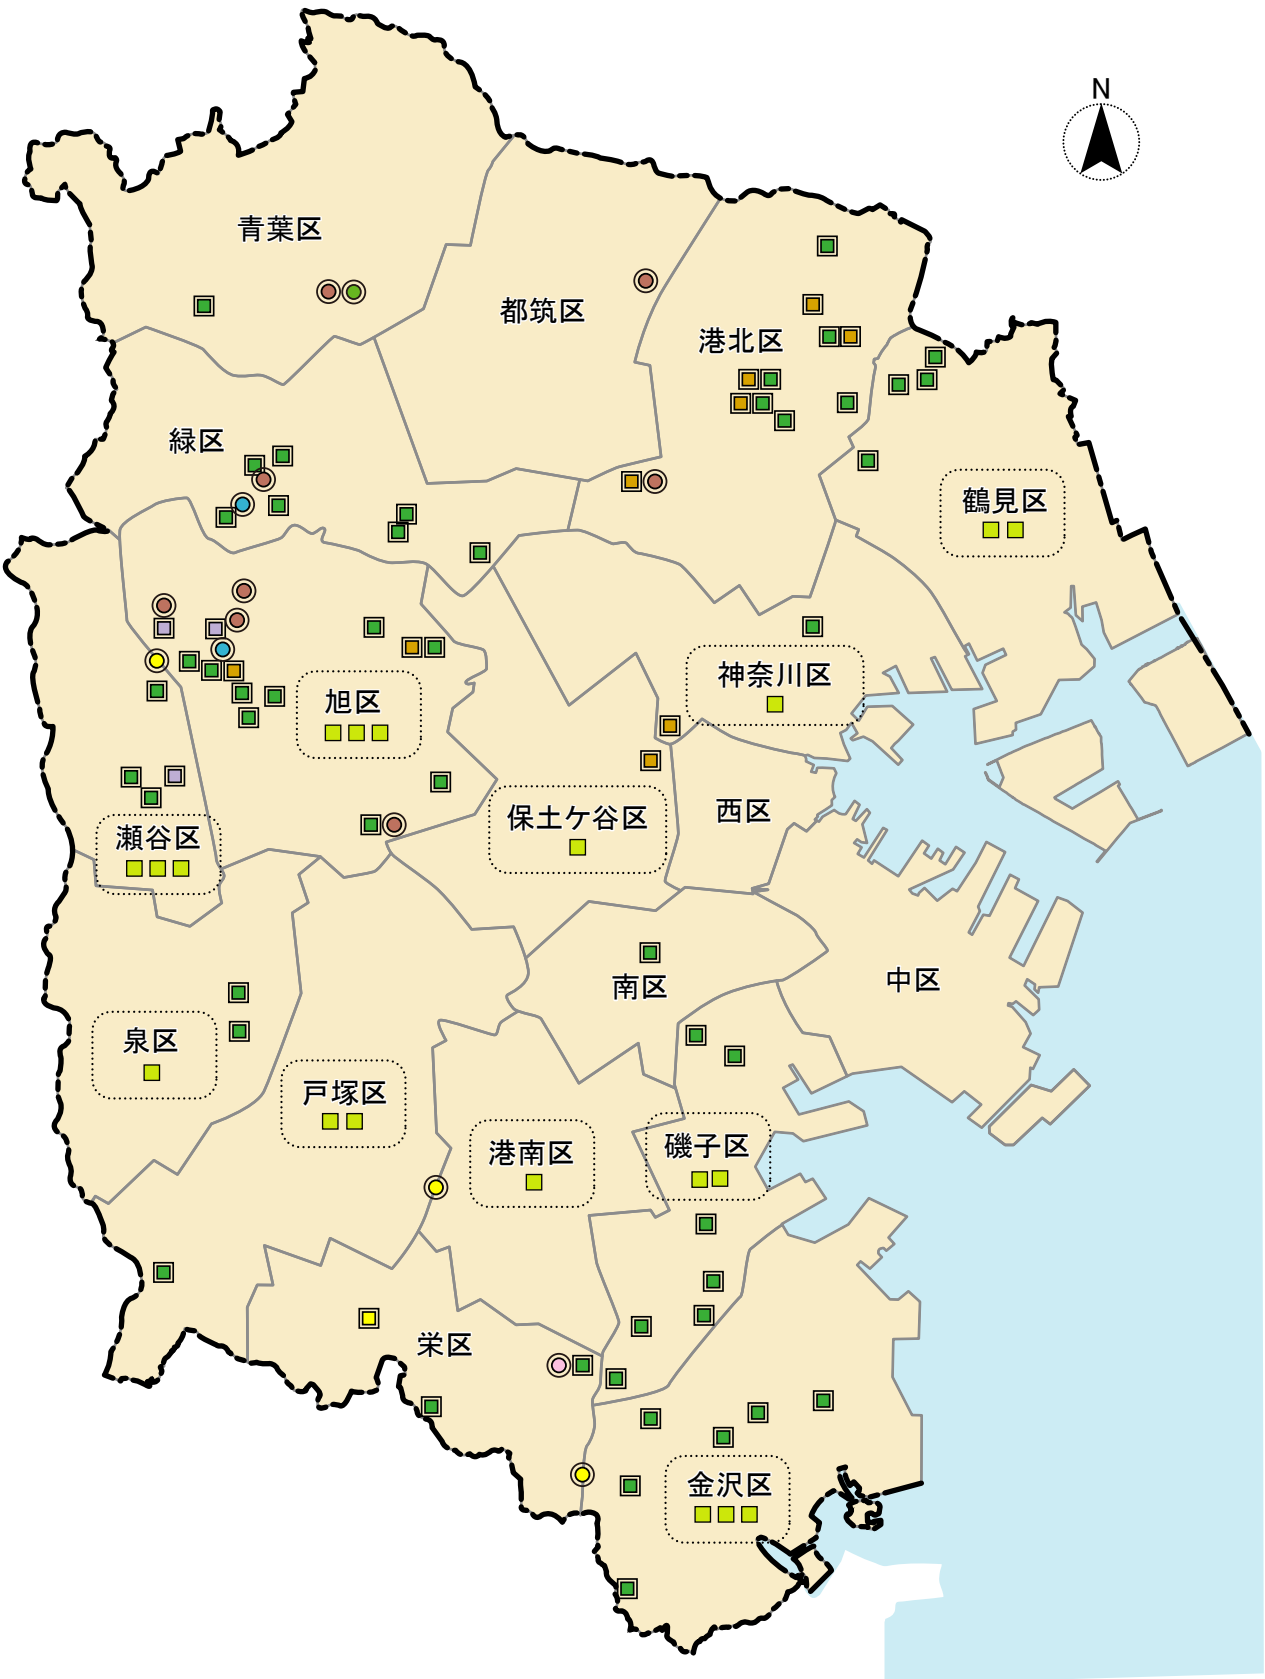 N
青葉区
都筑区
港北区
緑区
鶴見区
神奈川区
旭区
保土ケ谷区
西区
瀬谷区
南区
中区
泉区
戸塚区
港南区
磯子区
栄区
金沢区